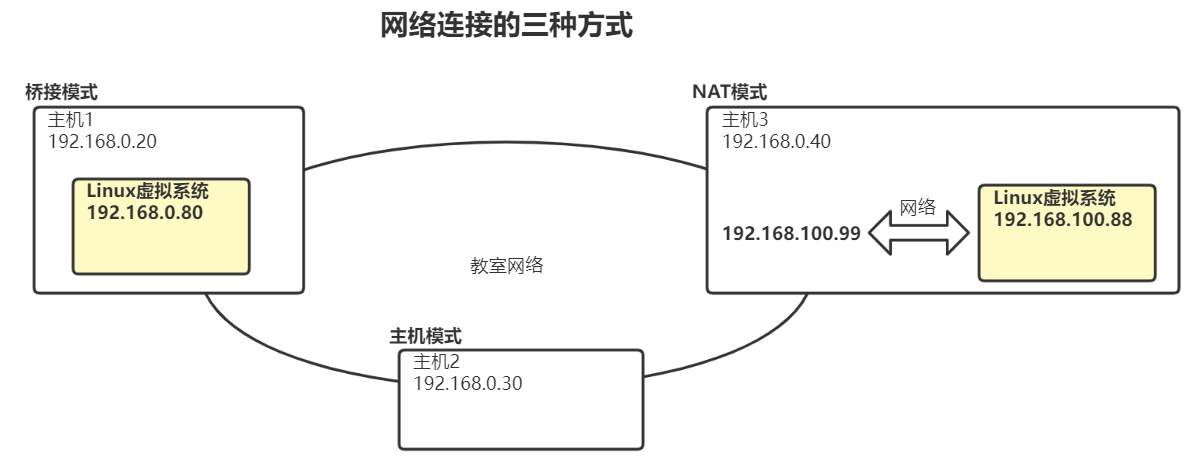 网络连接的三种方式
桥接模式
主机1
192.168.0.20
Linux虚拟系统
192.168.0.80
NAT模式
主机3
192.168.0.40
192.168.100.99
网络
Linux虚拟系统
192.168.100.88
教室网络
主机模式
主机2
192.168.0.30